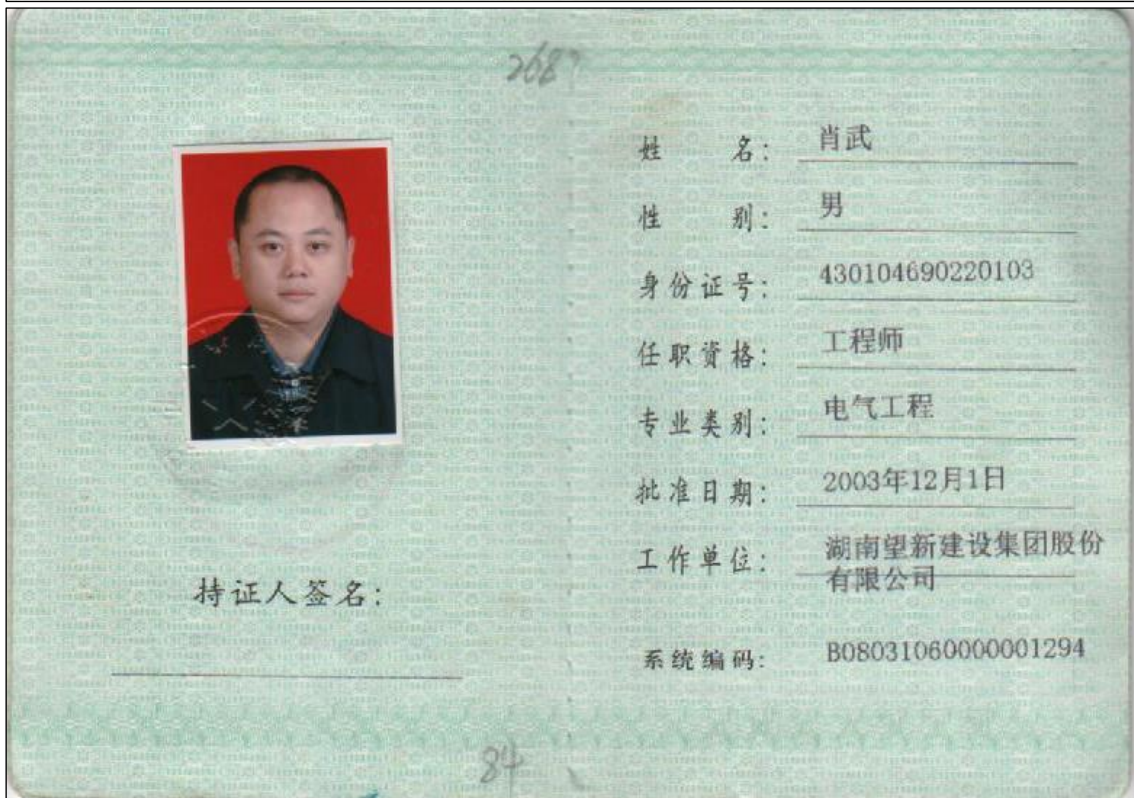 268
姓 名： 肖武
性 别： 男
身份证号： 430104690220103
任职资格： 工程师
专业类别： 电气工程
批准日期： 2003年12月1日
工作单位： 湖南望新建设集团股份
有限公司
持证人签名：
系统编码： B08031060000001294
84